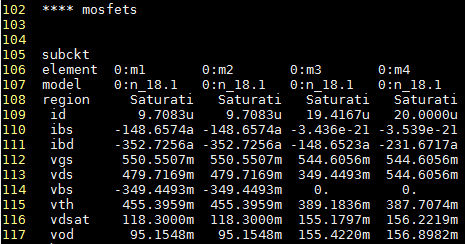 102 **** mosfets
103
104
105 subckt
106 element 0:m1 0:m2 0:m3 0:m4
107 model 0:n_18.1 0:n_18.1 0:n_18.1 0:n_18.1
108 region Saturati Saturati Saturati Saturati
109 id 9.7083u 9.7083u 19.4167u 20.0000u
110 ibs -148.6574a -148.6574a -3.436e-21 -3.539e-21
111 ibd -352.7256a -352.7256a -148.6523a -231.6717a
112 vgs 550.5507m 550.5507m 544.6056m 544.6056m
113 vds 479.7169m 479.7169m 349.4493m 544.6056m
114 vbs -349.4493m -349.4493m 0. 0.
115 vth 455.3959m 455.3959m 389.1836m 387.7074m
116 vdsat 118.3000m 118.3000m 155.1797m 156.2219m
117 vod 95.1548m 95.1548m 155.4220m 156.8982m